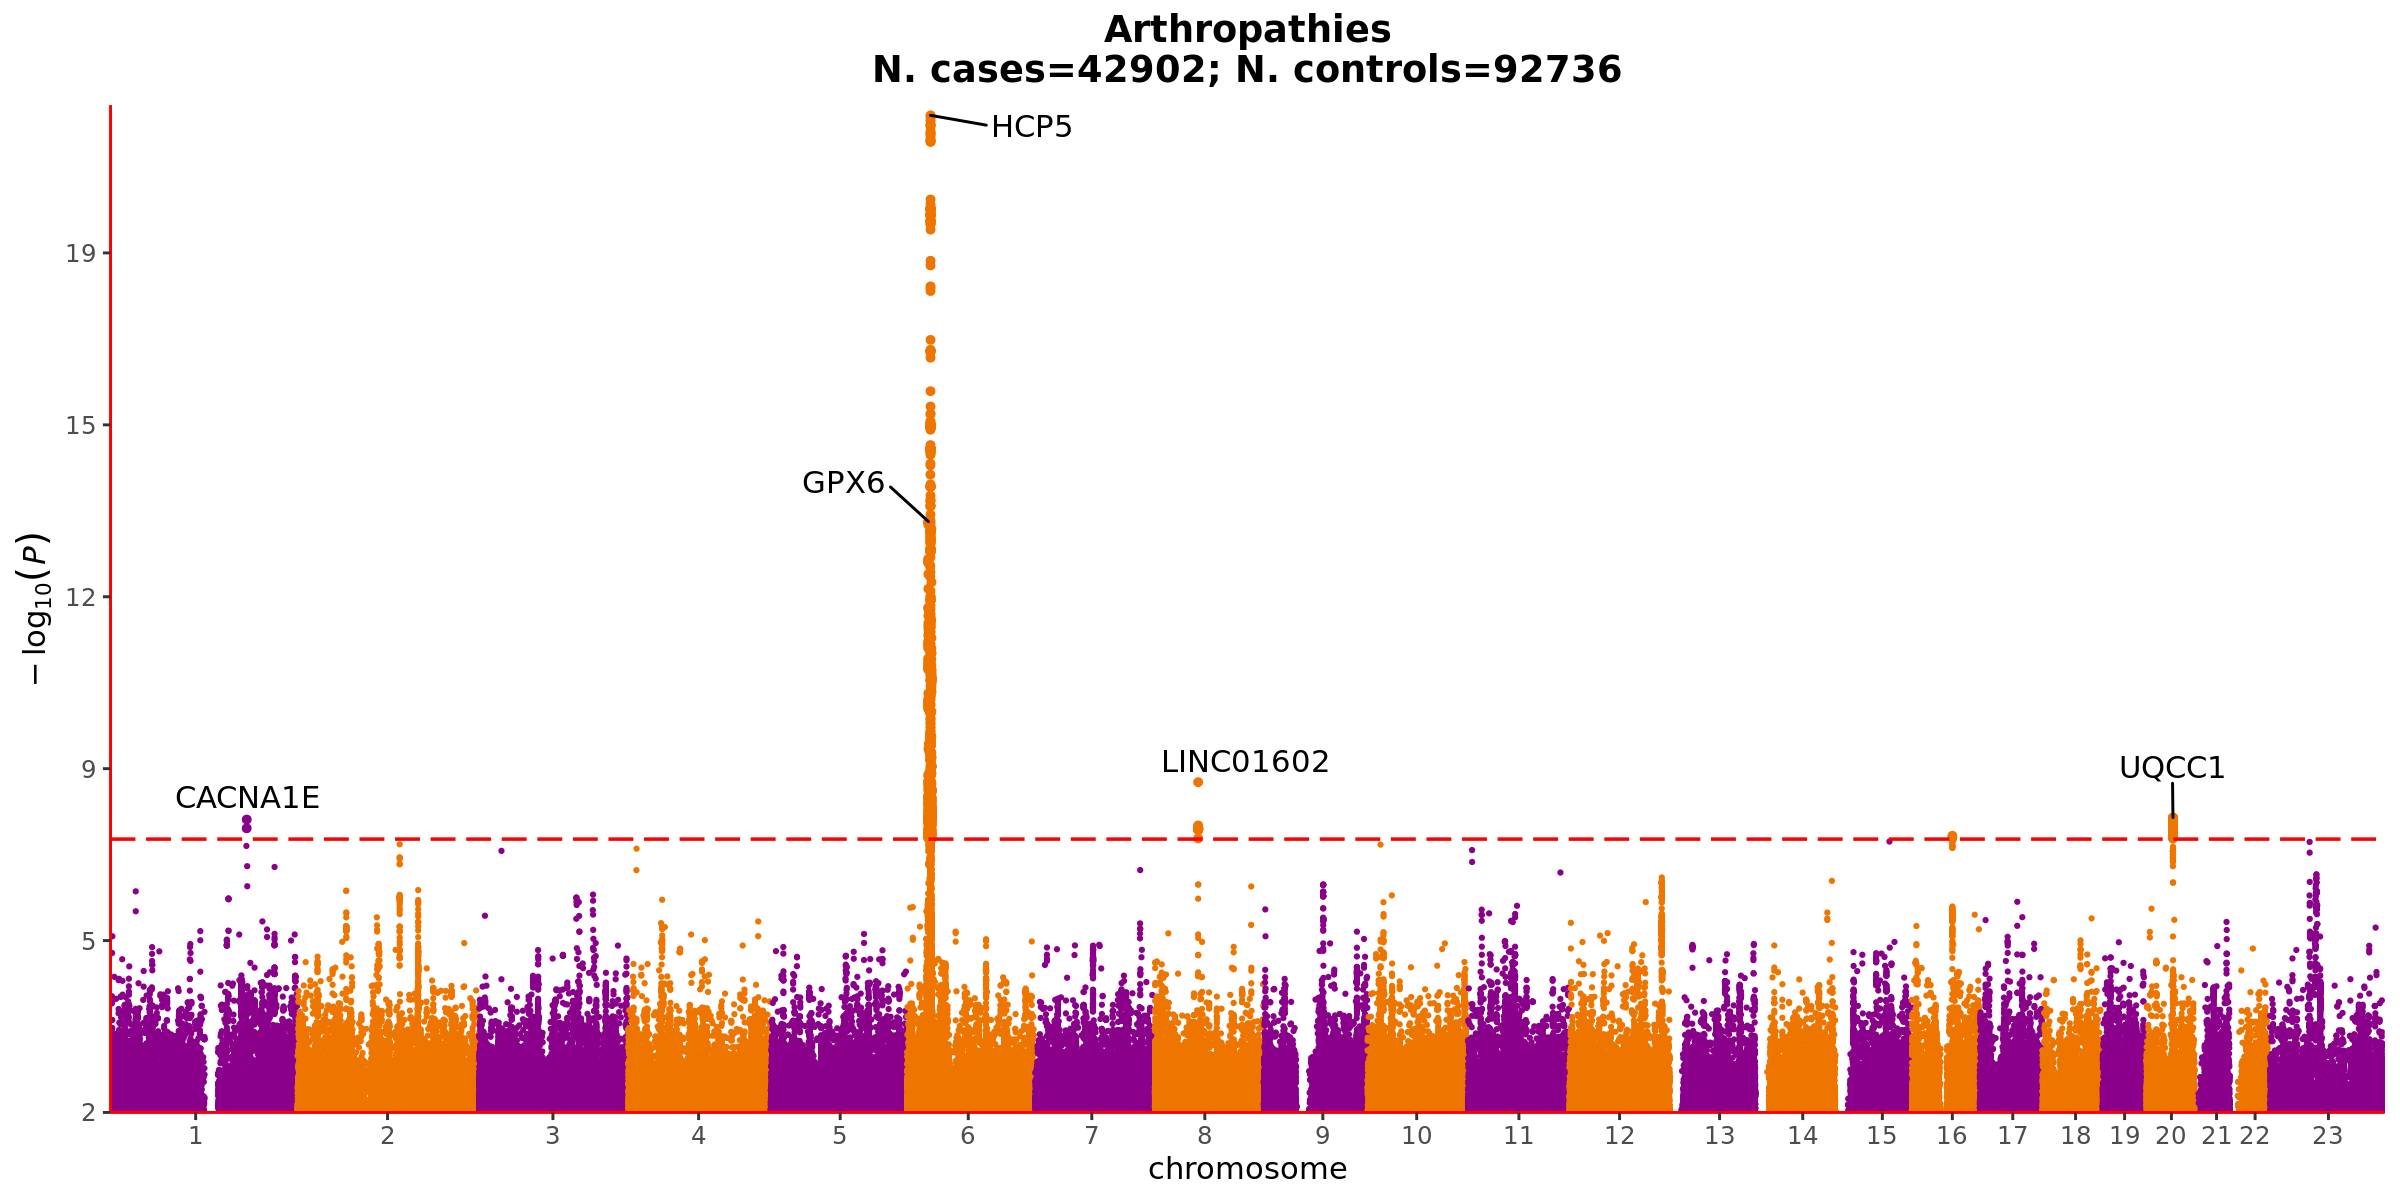 Arthropathies
N. cases=42902; N. controls=92736
HCP5
19
15
GPX6
− log10(P)
12
9
LINC01602
UQCC1
CACNA1E
5
2
1 2 3 4 5 6 7 8 9 10 11 12 13 14 15 16 17 18 19 20 21 22 23
chromosome